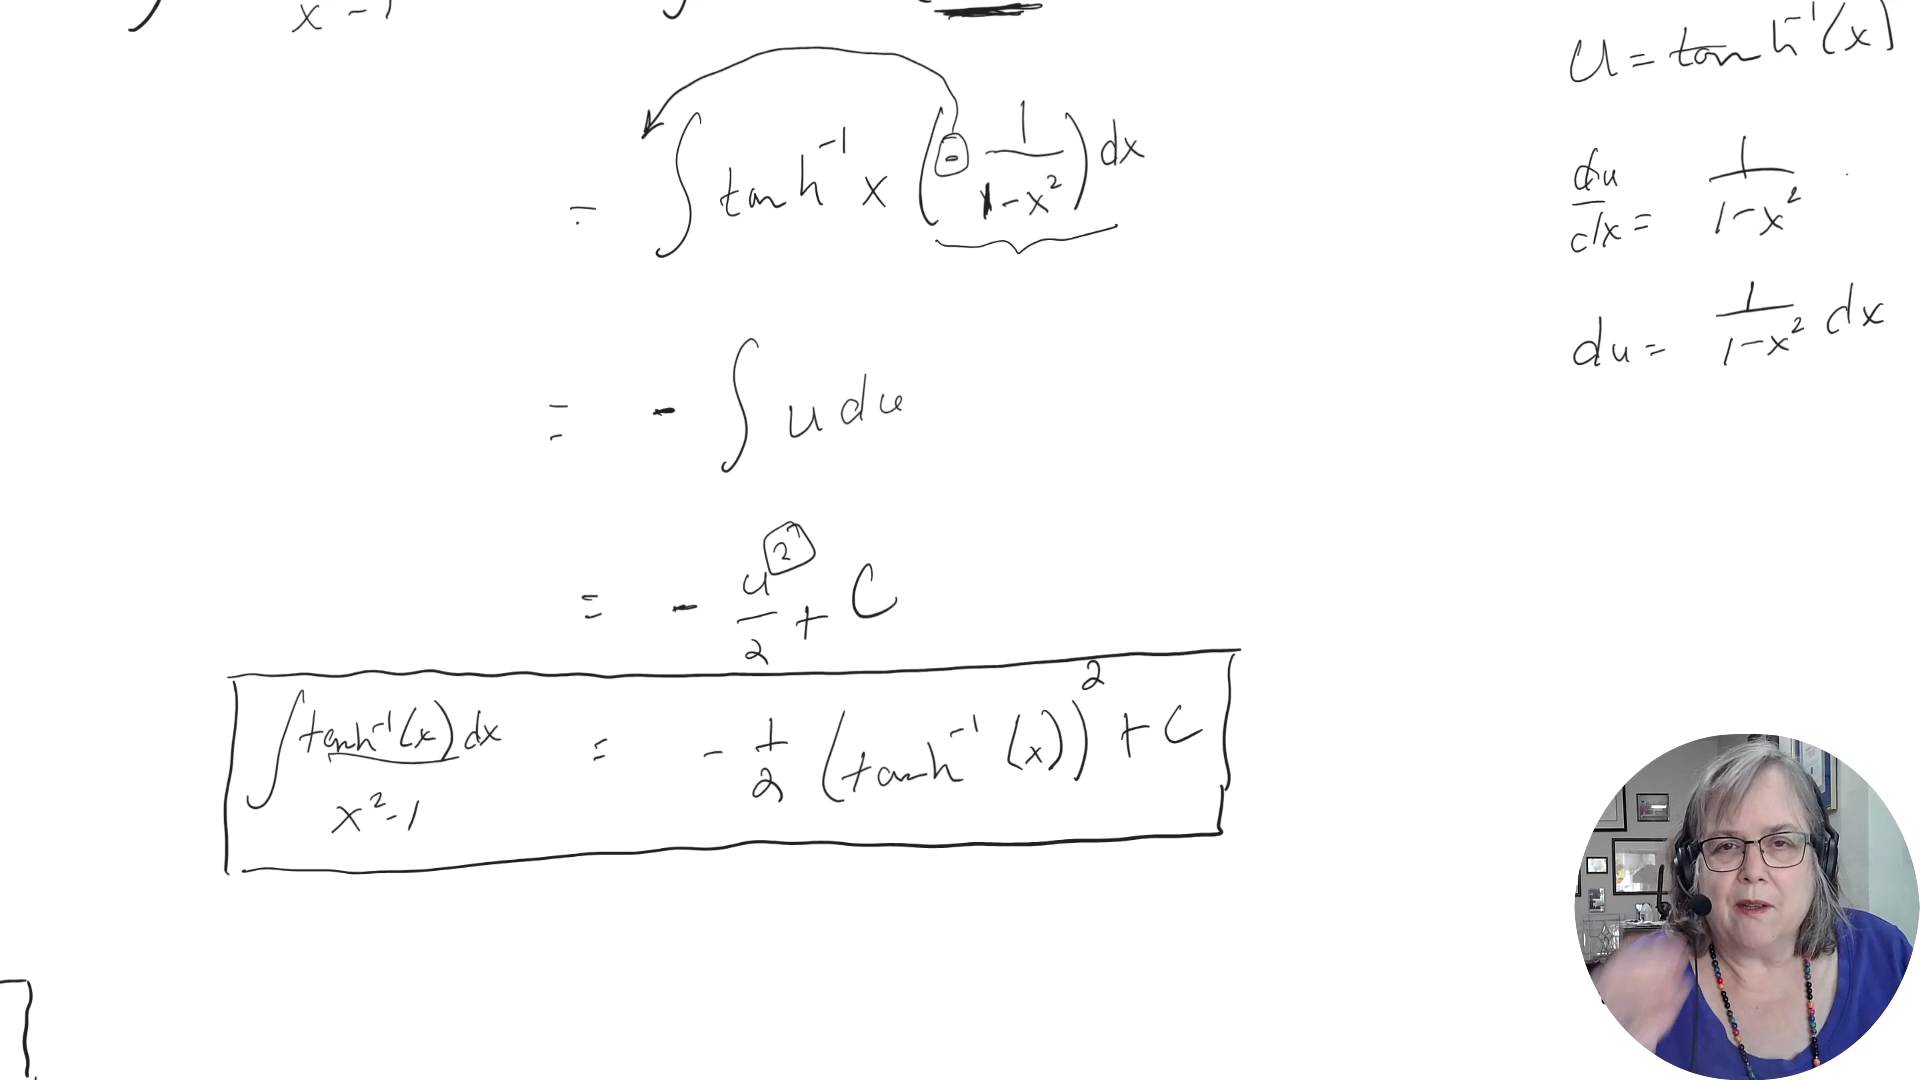 x - 1
u = tanh⁻¹(x)
= ∫ tanh⁻¹ x (- 1/(1-x²)) dx
du/dx = 1/(1-x²)
du = 1/(1-x²) dx
= - ∫ u du
= - u²/2 + C
∫ tanh⁻¹(x) dx/(x²-1) = - 1/2 (tanh⁻¹(x))² + C